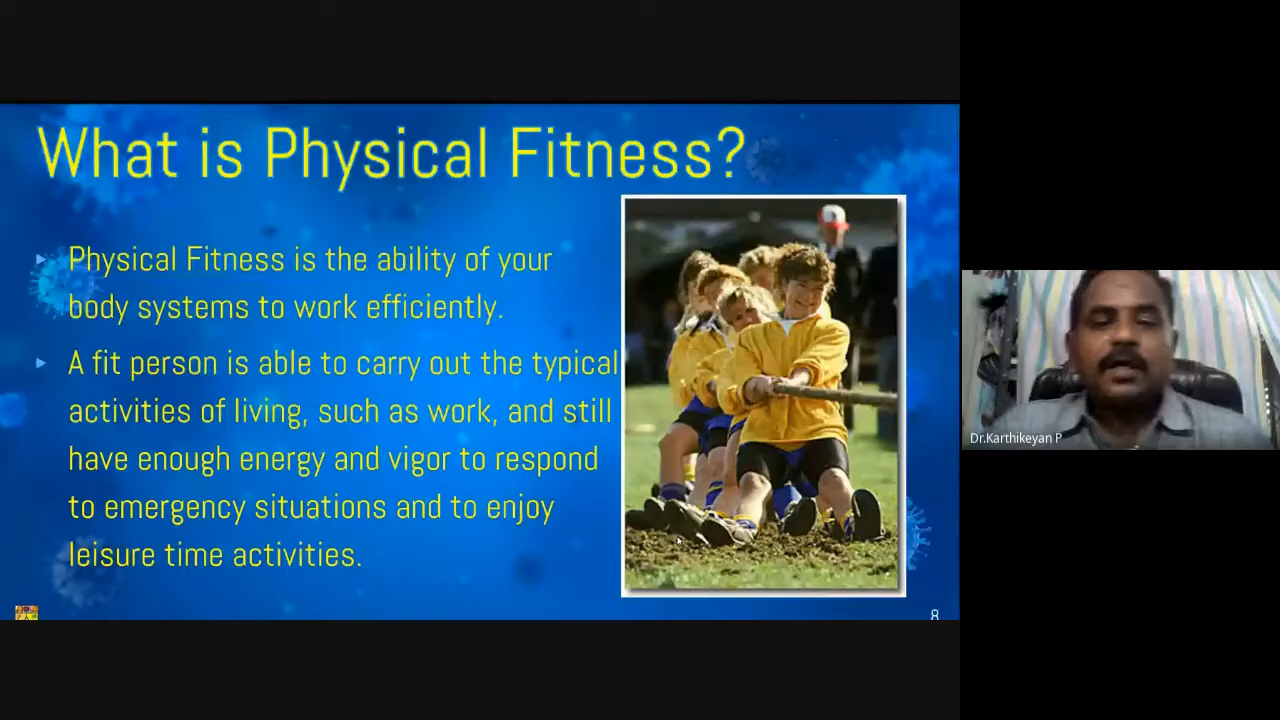 What is Physical Fitness?
Physical Fitness is the ability of your
body systems to work efficiently.
A fit person is able to carry out the typical
activities of living, such as work, and still
have enough energy and vigor to respond
to emergency situations and to enjoy
leisure time activities.
8
Dr.Karthikeyan P